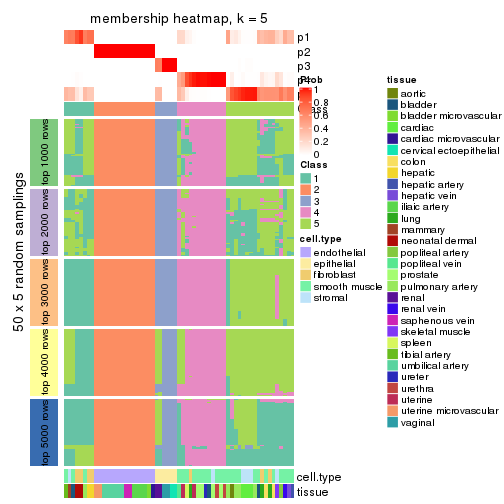 membership heatmap, k = 5
p1
p2
p3
Prob
1
0.8
0.6
0.4
0.2
0
Class
1
2
3
4
5
cell.type
endothelial
epithelial
fibroblast
smooth muscle
stromal
tissue
aortic
bladder
bladder microvascular
cardiac
cardiac microvascular
cervical ectoepithelial
colon
hepatic
hepatic artery
hepatic vein
iliaic artery
lung
mammary
neonatal dermal
popliteal artery
popliteal vein
prostate
pulmonary artery
renal
renal vein
saphenous vein
skeletal muscle
spleen
tibial artery
umbilical artery
ureter
urethra
uterine
uterine microvascular
vaginal
50 x 5 random samplings
top 1000 rows
top 2000 rows
top 3000 rows
top 4000 rows
top 5000 rows
cell.type
tissue